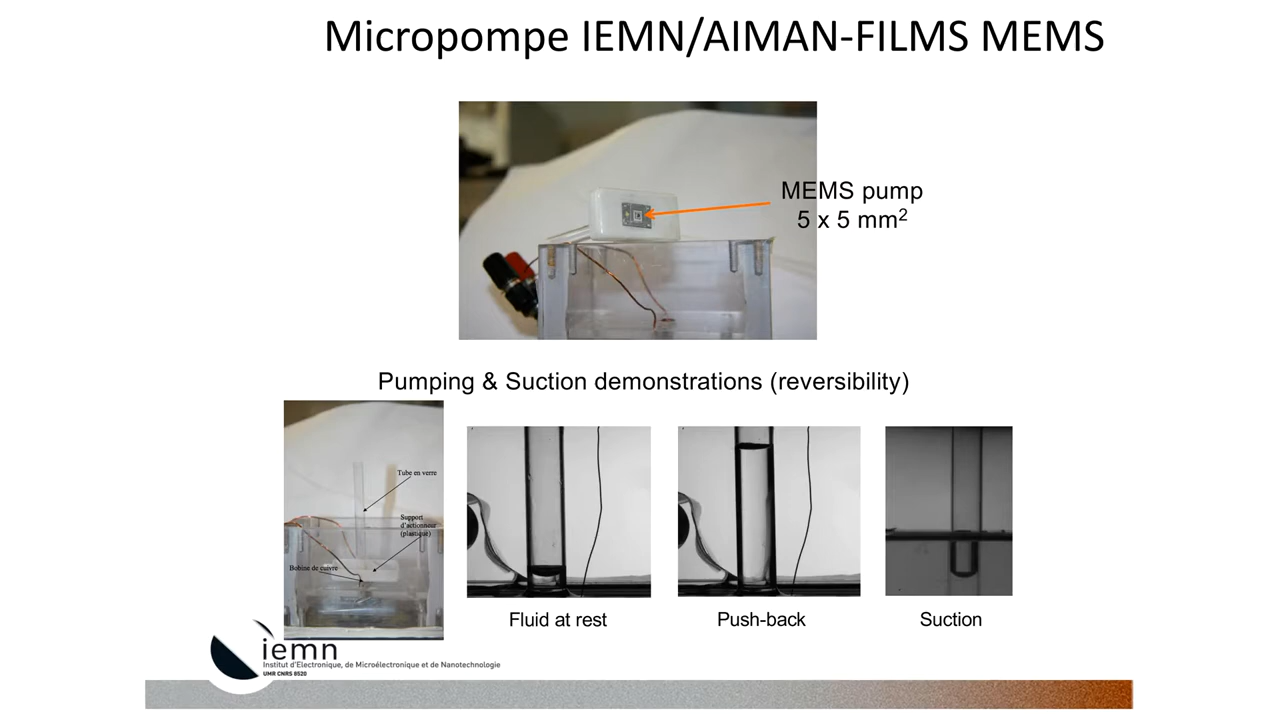 Micropompe IEMN/AIMAN-FILMS MEMS
MEMS pump
5 x 5 mm²
Pumping & Suction demonstrations (reversibility)
Tube en verre
Support
d'actionneur
(plastique)
Bobine de cuivre
Fluid at rest
Push-back
Suction
iemn
Institut d'Electronique, de Microélectronique et de Nanotechnologie
UMR CNRS 8520